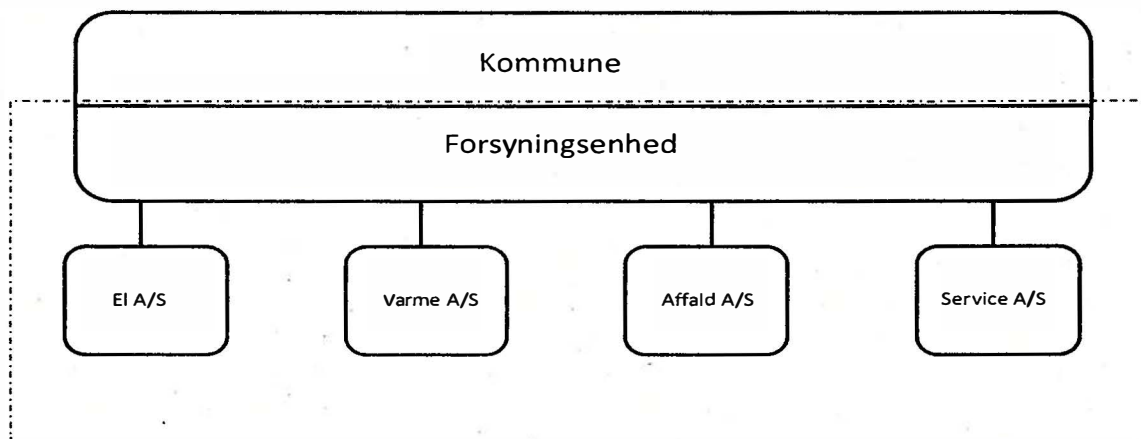 Kommune
Forsyningsenhed
El A/S
Varme A/S
Affald A/S
Service A/S